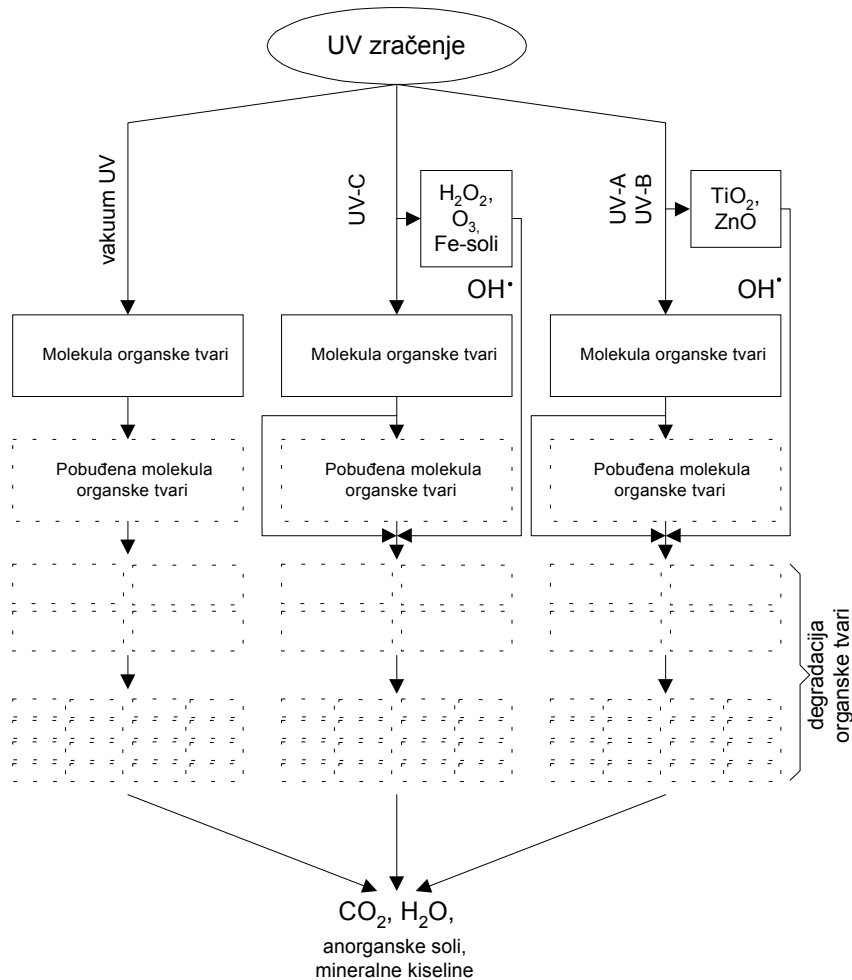 UV zračenje
vakuum UV
UV-C
H₂O₂,
O₃,
Fe-soli
OH•
UV-A
UV-B
TiO₂,
ZnO
OH•
Molekula organske tvari
Molekula organske tvari
Molekula organske tvari
Pobuđena molekula
organske tvari
Pobuđena molekula
organske tvari
Pobuđena molekula
organske tvari
degradacija
organske tvari
CO₂, H₂O,
anorganske soli,
mineralne kiseline